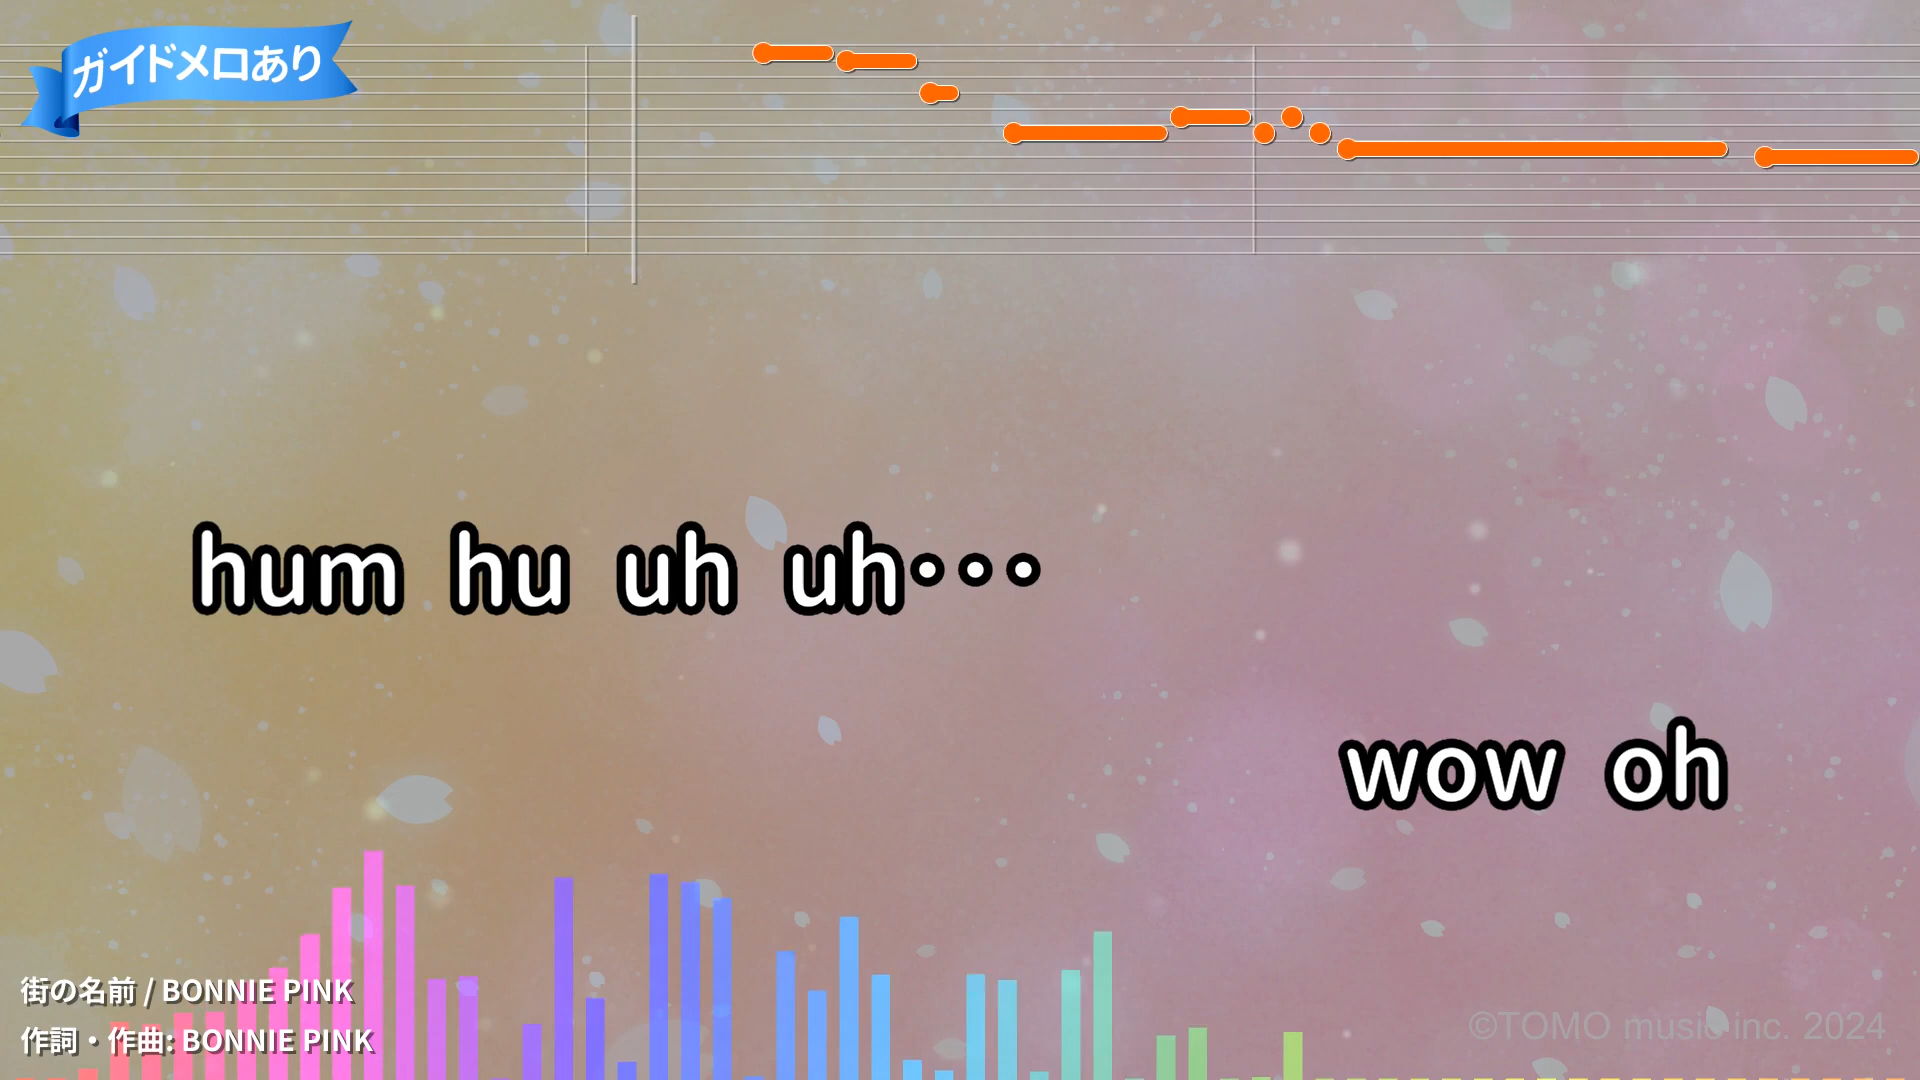 ガイドメロあり
hum hu uh uh・・・
wow oh
街の名前 / BONNIE PINK
作詞・作曲: BONNIE PINK
©TOMO music inc. 2024